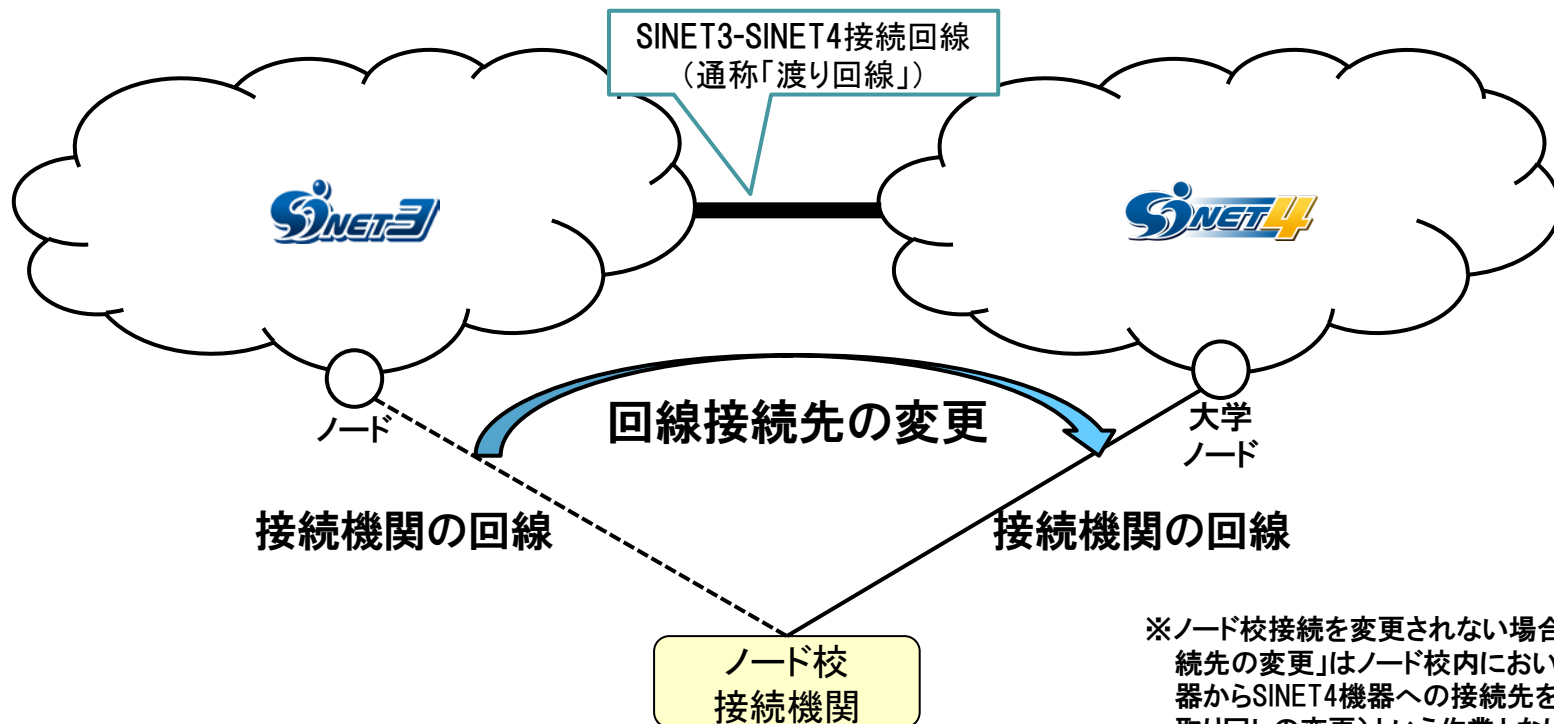 SINET3-SINET4接続回線
（通称「渡り回線」）
SINET3
SINET4
ノード
回線接続先の変更
大学
ノード
接続機関の回線
接続機関の回線
ノード校
接続機関
※ノード校接続を変更されない場合
続先の変更」はノード校内におい
器からSINET4機器への接続先を